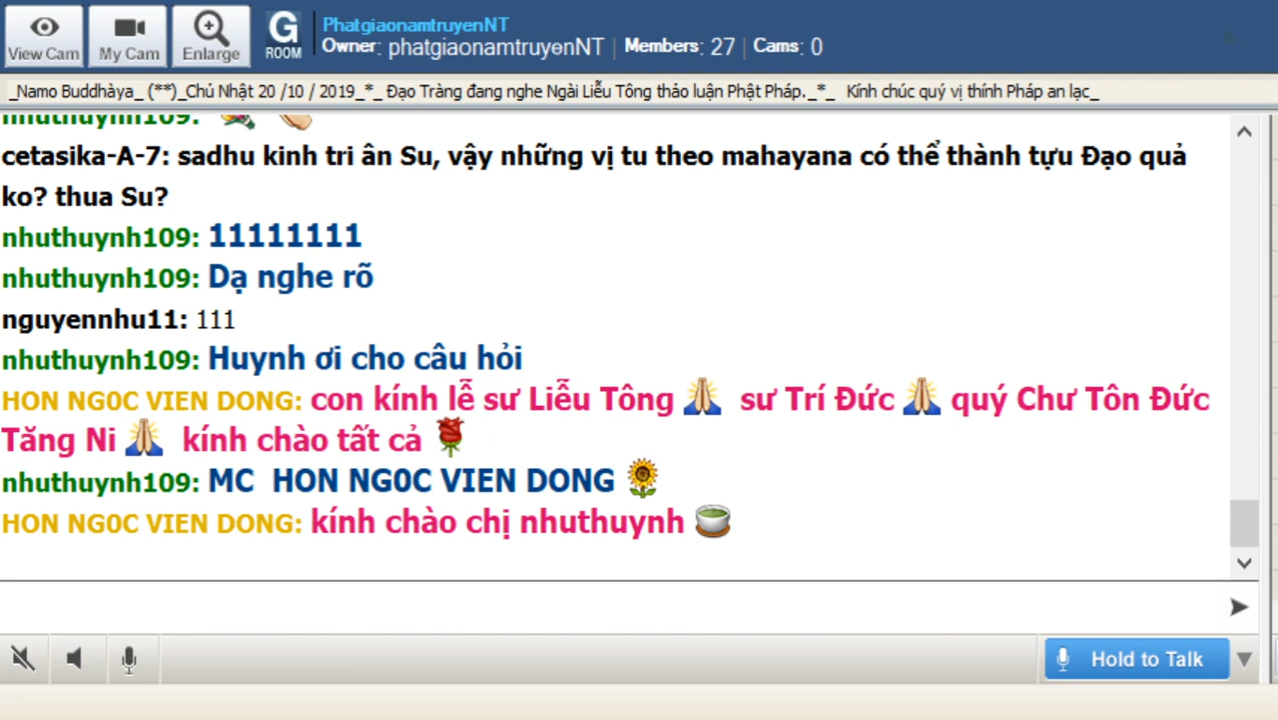 View Cam
My Cam
Enlarge
G
ROOM
PhatgiaonamtruyenNT
Owner: phatgiaonamtruyenNT | Members: 27 | Cams: 0
_Namo Buddhàya_ (**)_Chủ Nhật 20 /10 / 2019_*_ Đạo Tràng đang nghe Ngài Liễu Tông thảo luận Phật Pháp._*_ Kính chúc quý vị thính Pháp an lạc_
nhuthuynh109:
cetasika-A-7: sadhu kinh tri ân Su, vậy những vị tu theo mahayana có thể thành tựu Đạo quả
ko? thua Su?
nhuthuynh109: 11111111
nhuthuynh109: Dạ nghe rõ
nguyennhu11: 111
nhuthuynh109: Huynh ơi cho câu hỏi
HON NG0C VIEN DONG: con kính lễ sư Liễu Tông 🙏 sư Trí Đức 🙏 quý Chư Tôn Đức
Tăng Ni 🙏 kính chào tất cả 🌹
nhuthuynh109: MC HON NG0C VIEN DONG 🌻
HON NG0C VIEN DONG: kính chào chị nhuthuynh 🍵
Hold to Talk